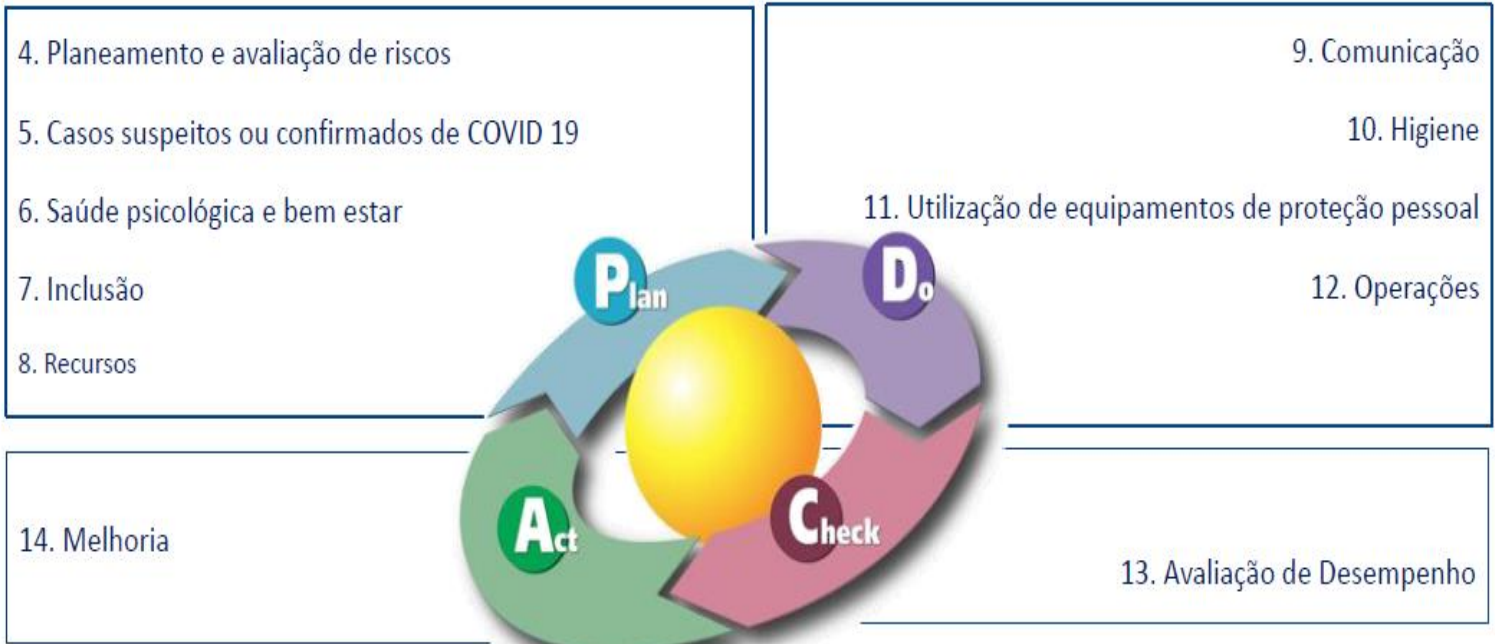 4. Planeamento e avaliação de riscos
5. Casos suspeitos ou confirmados de COVID 19
6. Saúde psicológica e bem estar
7. Inclusão
8. Recursos
9. Comunicação
10. Higiene
11. Utilização de equipamentos de proteção pessoal
12. Operações
Plan
Do
Check
Act
14. Melhoria
13. Avaliação de Desempenho